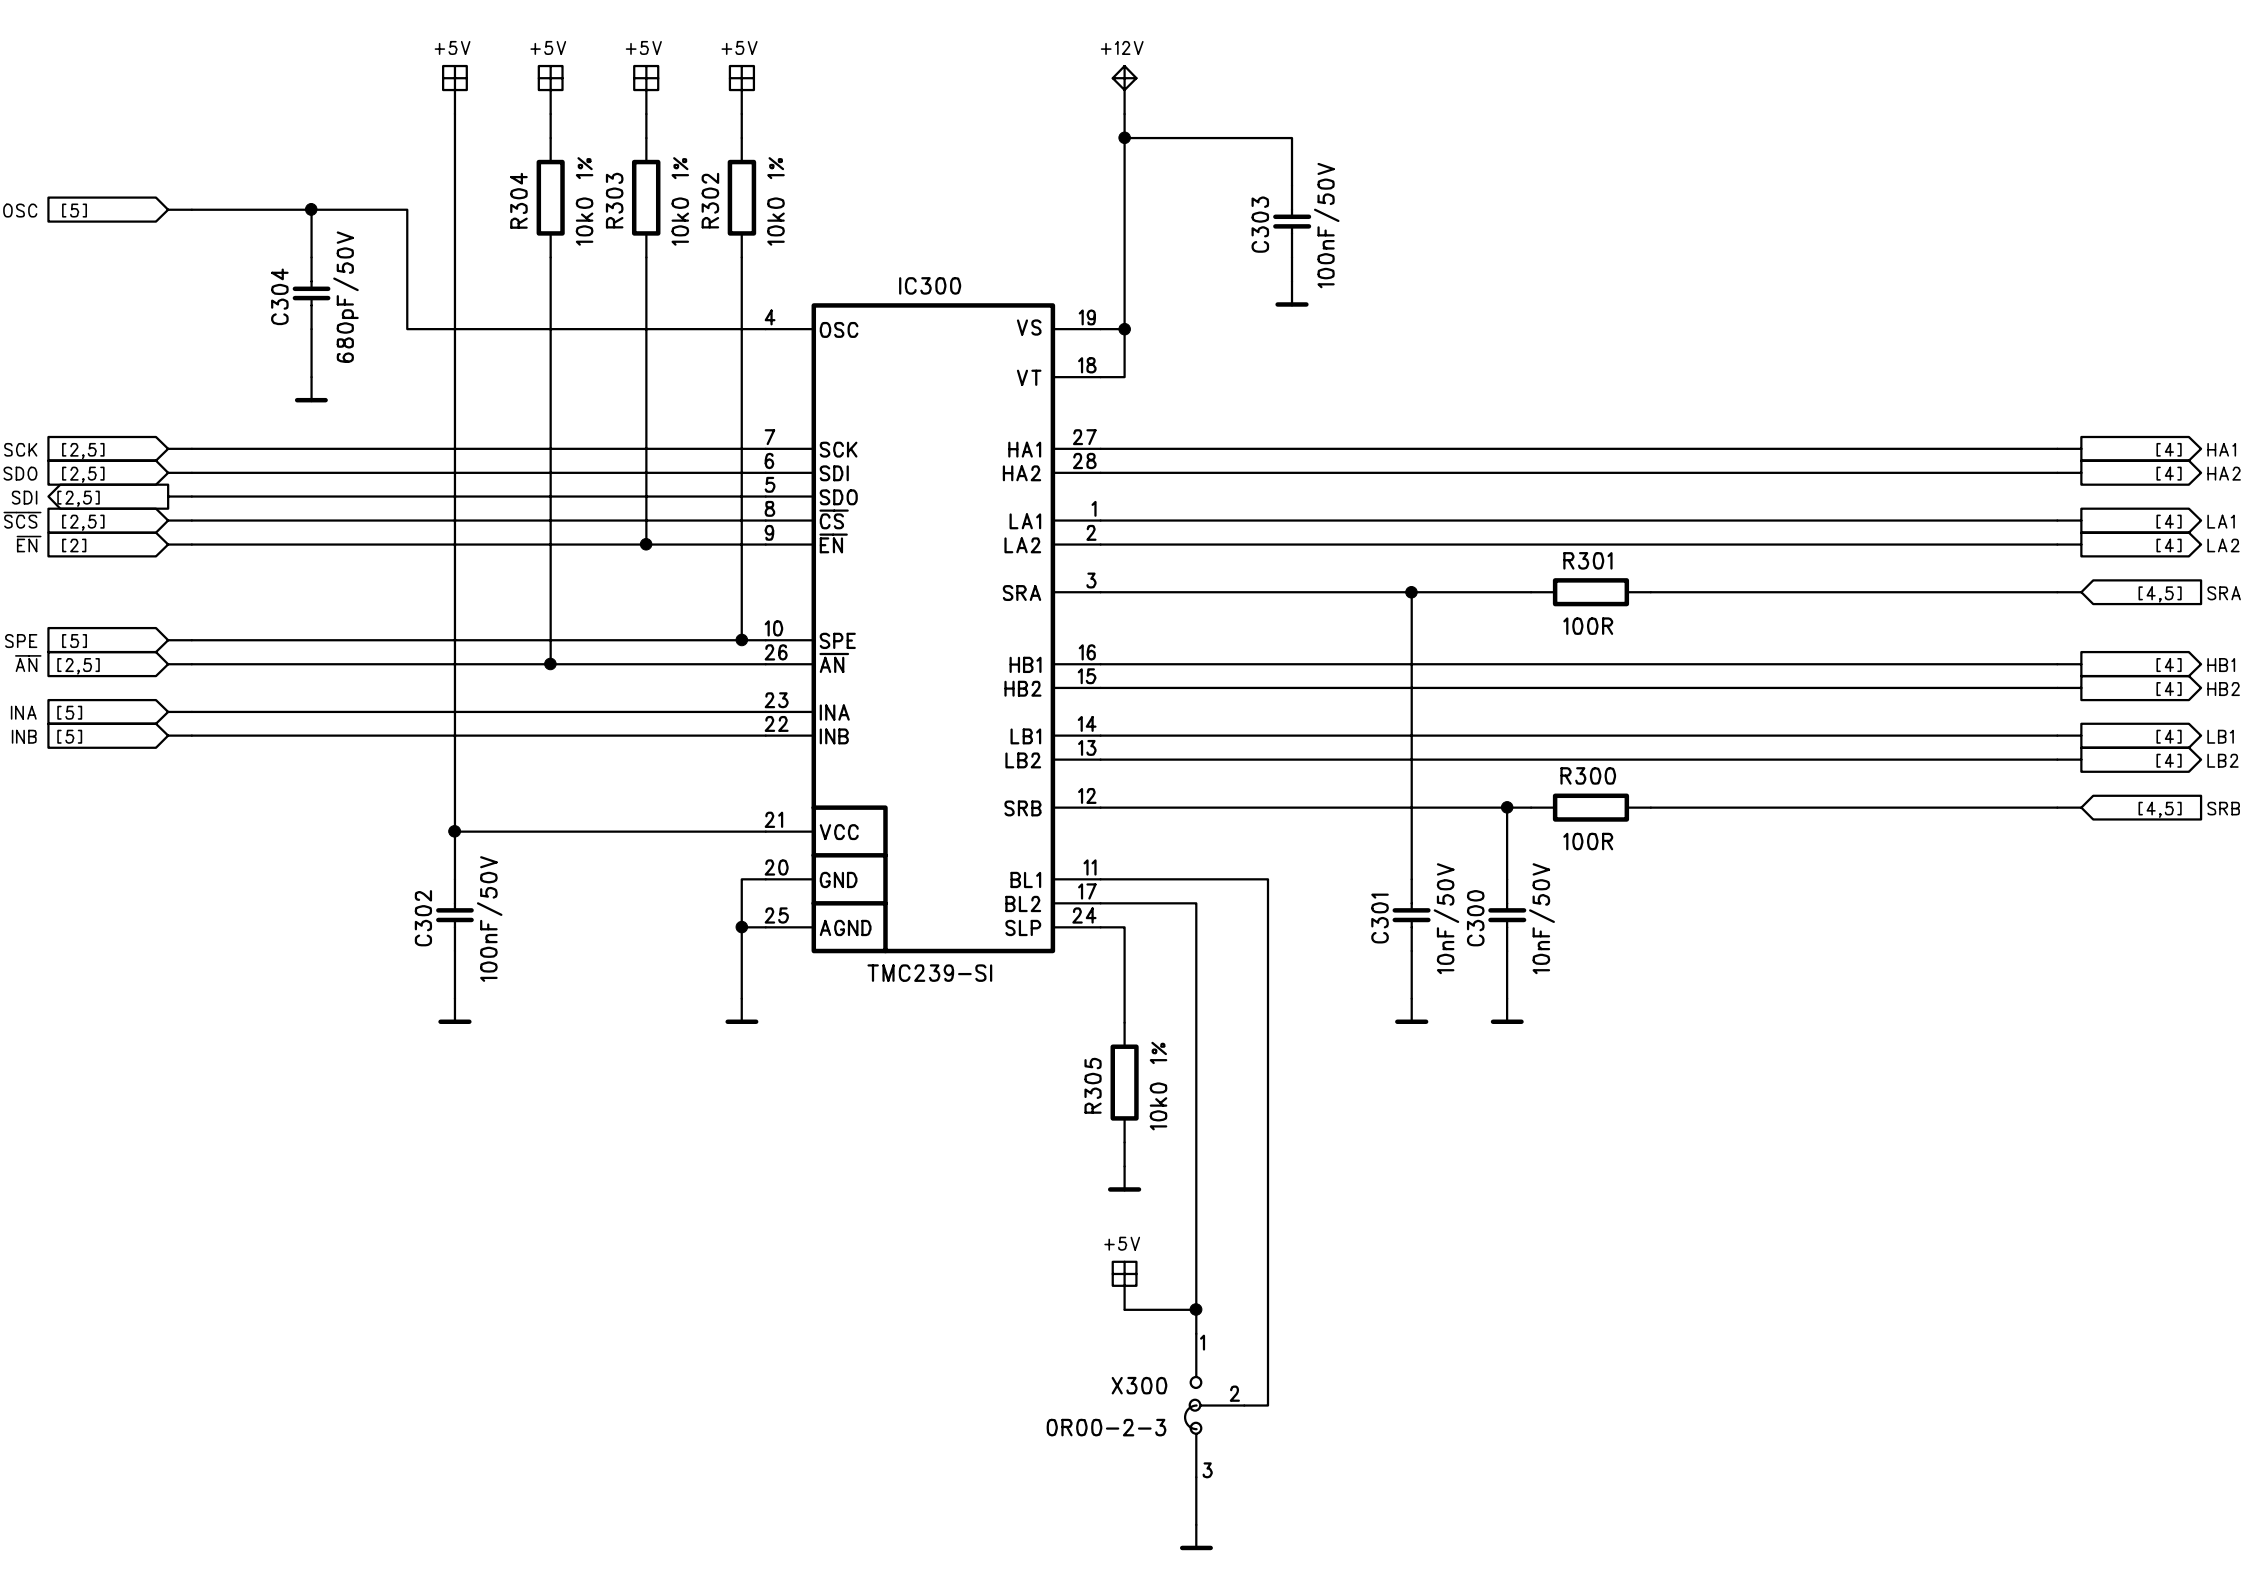 +5V +5V +5V +5V +12V
R304 10k0 1% R303 10k0 1% R302 10k0 1%
C303 100nF/50V
OSC [5]
C304 680pF/50V
IC300
4 OSC VS 19
VT 18
SCK [2,5] 7 SCK HA1 27 [4] HA1
SDO [2,5] 6 SDI HA2 28 [4] HA2
SDI [2,5] 5 SDO
SCS [2,5] 8 CS LA1 1 [4] LA1
EN [2] 9 EN LA2 2 [4] LA2
R301
SRA 3 [4,5] SRA
100R
SPE [5] 10 SPE
AN [2,5] 26 AN HB1 16 [4] HB1
HB2 15 [4] HB2
INA [5] 23 INA
INB [5] 22 INB LB1 14 [4] LB1
LB2 13 [4] LB2
R300
SRB 12 [4,5] SRB
21 VCC
100R
20 GND BL1 11
BL2 17
25 AGND SLP 24
C302 100nF/50V
C301 10nF/50V C300 10nF/50V
TMC239-SI
R305 10k0 1%
+5V
1
X300
2
0R00-2-3
3